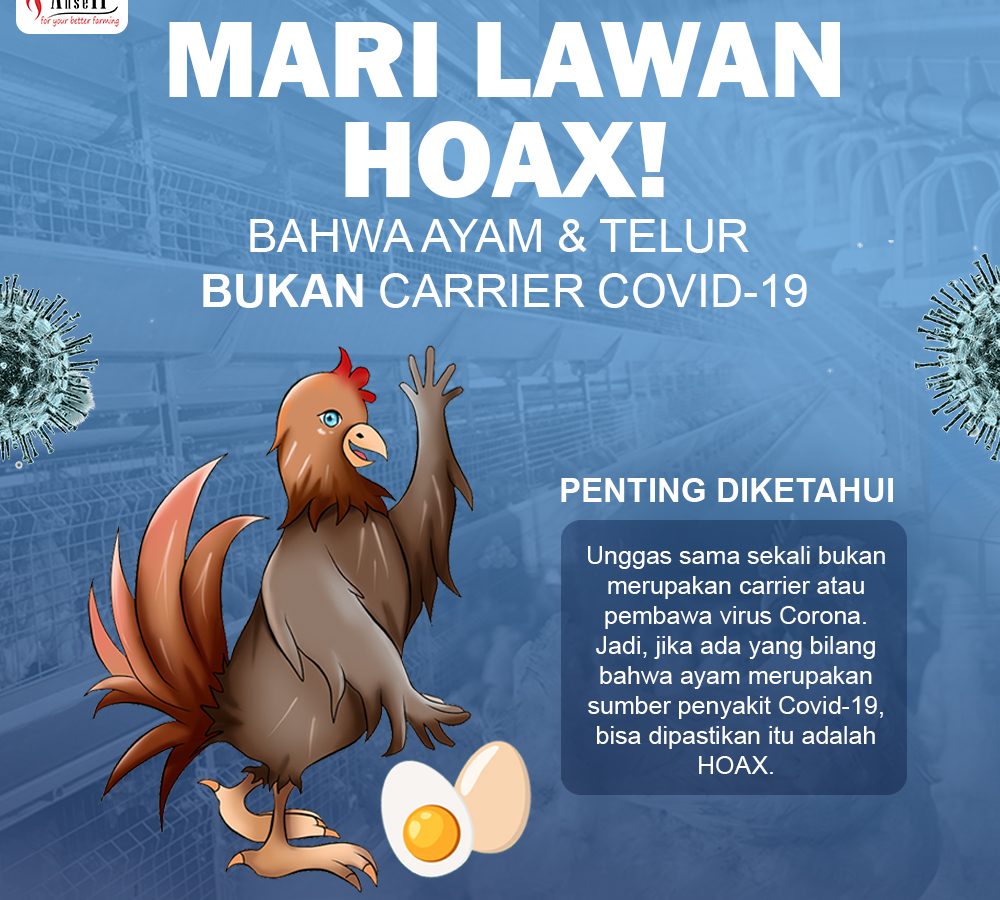 for your better farming
MARI LAWAN
HOAX!
BAHWA AYAM & TELUR
BUKAN CARRIER COVID-19
PENTING DIKETAHUI
Unggas sama sekali bukan
merupakan carrier atau
pembawa virus Corona.
Jadi, jika ada yang bilang
bahwa ayam merupakan
sumber penyakit Covid-19,
bisa dipastikan itu adalah
HOAX.